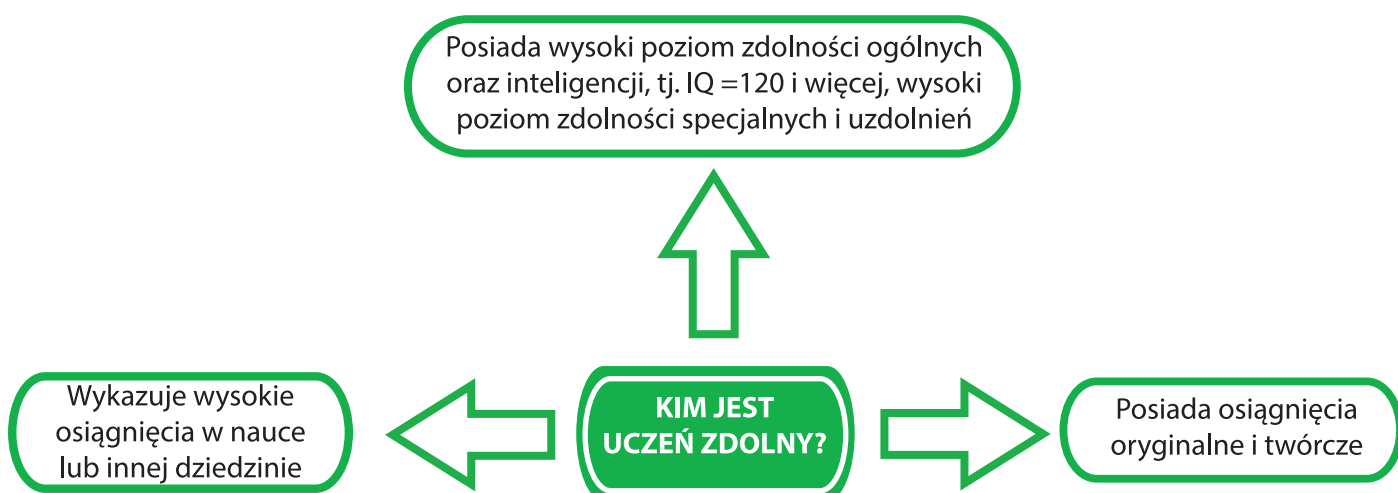 Posiada wysoki poziom zdolności ogólnych
oraz inteligencji, tj. IQ =120 i więcej, wysoki
poziom zdolności specjalnych i uzdolnień
Wykazuje wysokie
osiągnięcia w nauce
lub innej dziedzinie
KIM JEST
UCZEŃ ZDOLNY?
Posiada osiągnięcia
oryginalne i twórcze